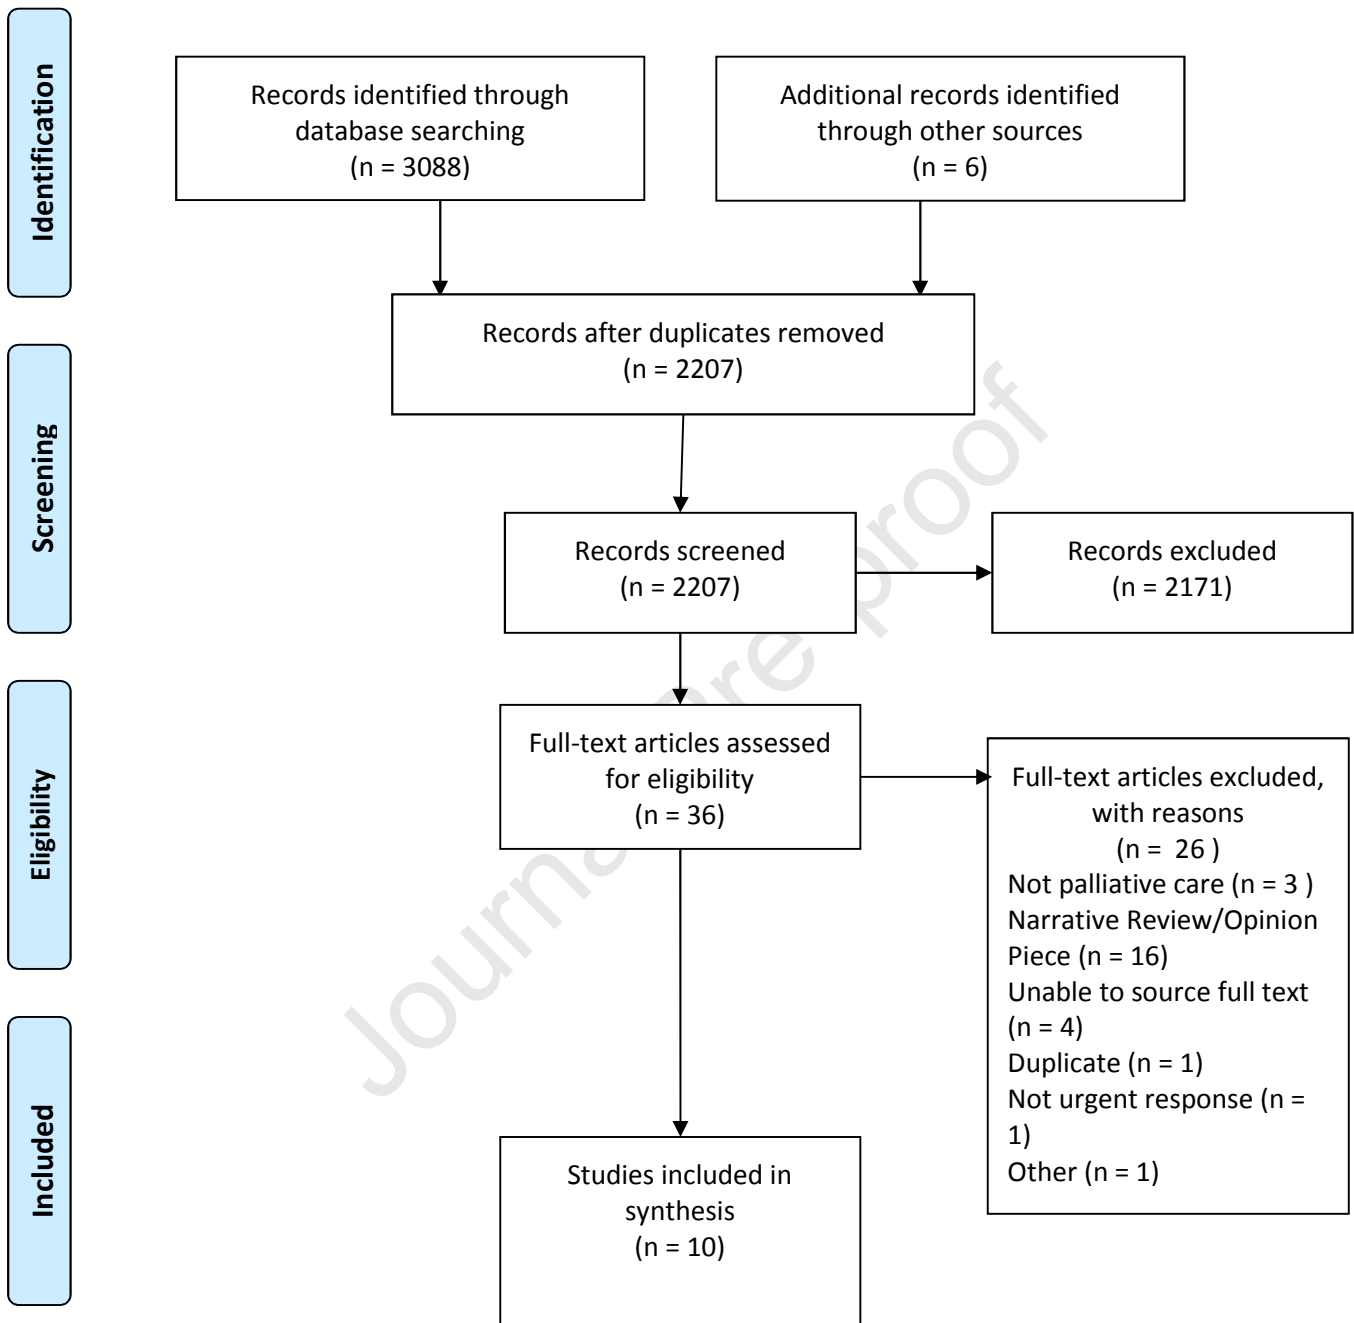 Identification
Records identified through
database searching
(n = 3088)
Additional records identified
through other sources
(n = 6)
Records after duplicates removed
(n = 2207)
Screening
Records screened
(n = 2207)
Records excluded
(n = 2171)
Eligibility
Full-text articles assessed
for eligibility
(n = 36)
Full-text articles excluded,
with reasons
(n =  26 )
Not palliative care (n = 3 )
Narrative Review/Opinion
Piece (n = 16)
Unable to source full text
(n = 4)
Duplicate (n = 1)
Not urgent response (n =
1)
Other (n = 1)
Included
Studies included in
synthesis
(n = 10)
Journal Pre-proof